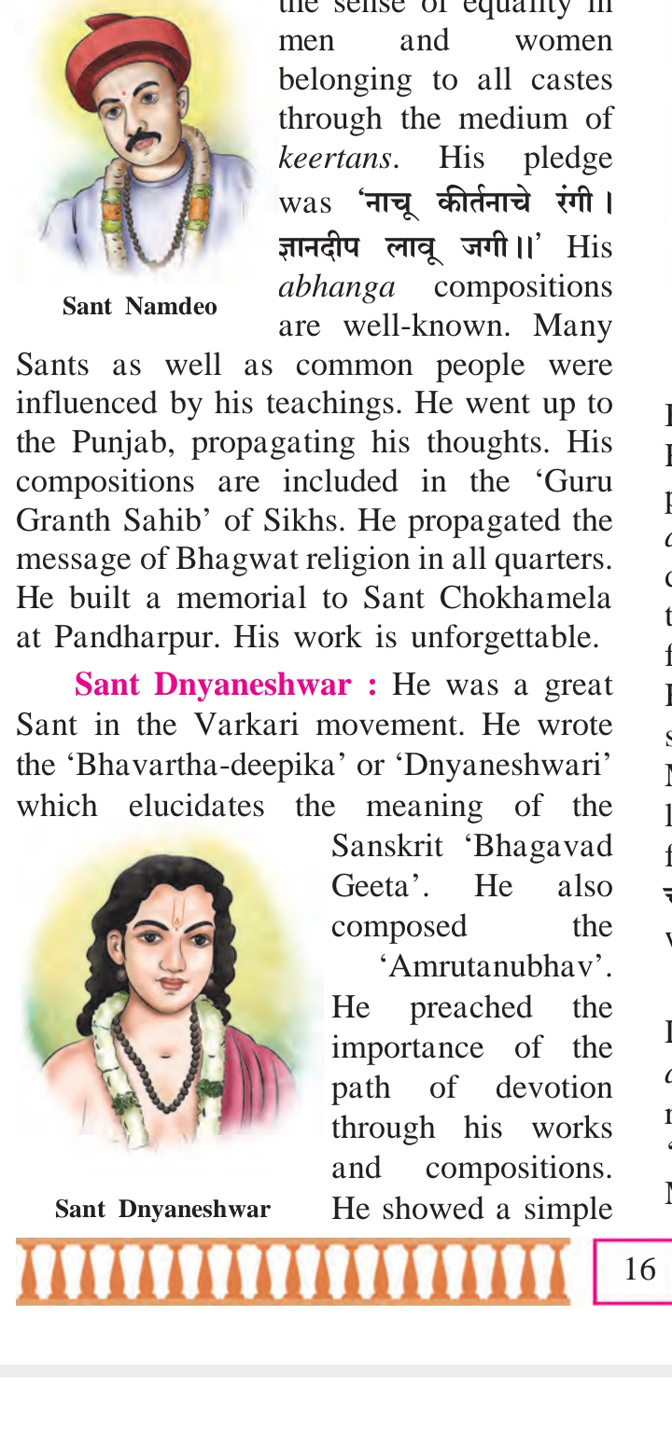 the sense of equality in
men and women
belonging to all castes
through the medium of
keertans. His pledge
was ‘नाचू कीर्तनाचे रंगी ।
ज्ञानदीप लावू जगी।।’ His
abhanga compositions
Sant Namdeo
are well-known. Many
Sants as well as common people were
influenced by his teachings. He went up to
the Punjab, propagating his thoughts. His
compositions are included in the ‘Guru
Granth Sahib’ of Sikhs. He propagated the
message of Bhagwat religion in all quarters.
He built a memorial to Sant Chokhamela
at Pandharpur. His work is unforgettable.
Sant Dnyaneshwar : He was a great
Sant in the Varkari movement. He wrote
the ‘Bhavartha-deepika’ or ‘Dnyaneshwari’
which elucidates the meaning of the
Sanskrit ‘Bhagavad
Geeta’. He also
composed the
‘Amrutanubhav’.
He preached the
importance of the
path of devotion
through his works
and compositions.
He showed a simple
Sant Dnyaneshwar
16